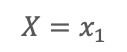 X = x₁